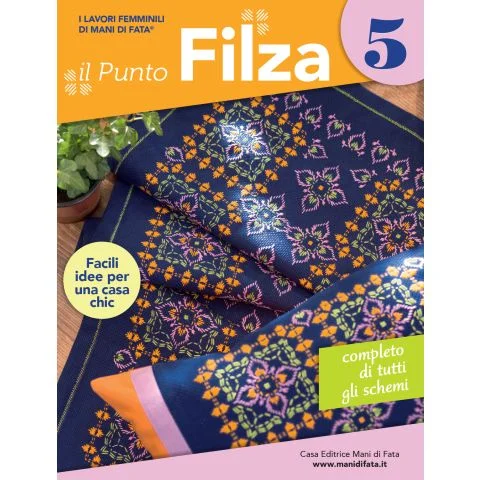 I LAVORI FEMMINILI
DI MANI DI FATA®
il Punto Filza 5
Facili
idee per
una casa
chic
completo
di tutti
gli schemi
Casa Editrice Mani di Fata
www.manidifata.it